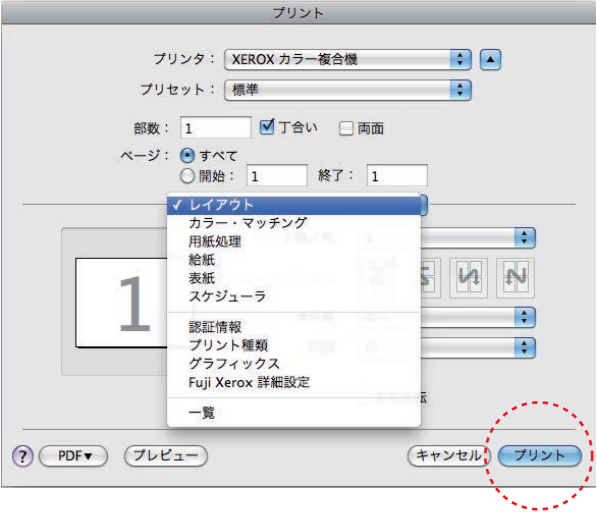 プリント
プリンタ： XEROX カラー複合機
プリセット： 標準
部数： 1 丁合い 両面
ページ： すべて
開始： 1 終了： 1
✓ レイアウト
カラー・マッチング
用紙処理
給紙
表紙
スケジューラ
1
認証情報
プリント種類
グラフィックス
Fuji Xerox 詳細設定
一覧
? PDF▼ プレビュー キャンセル プリント